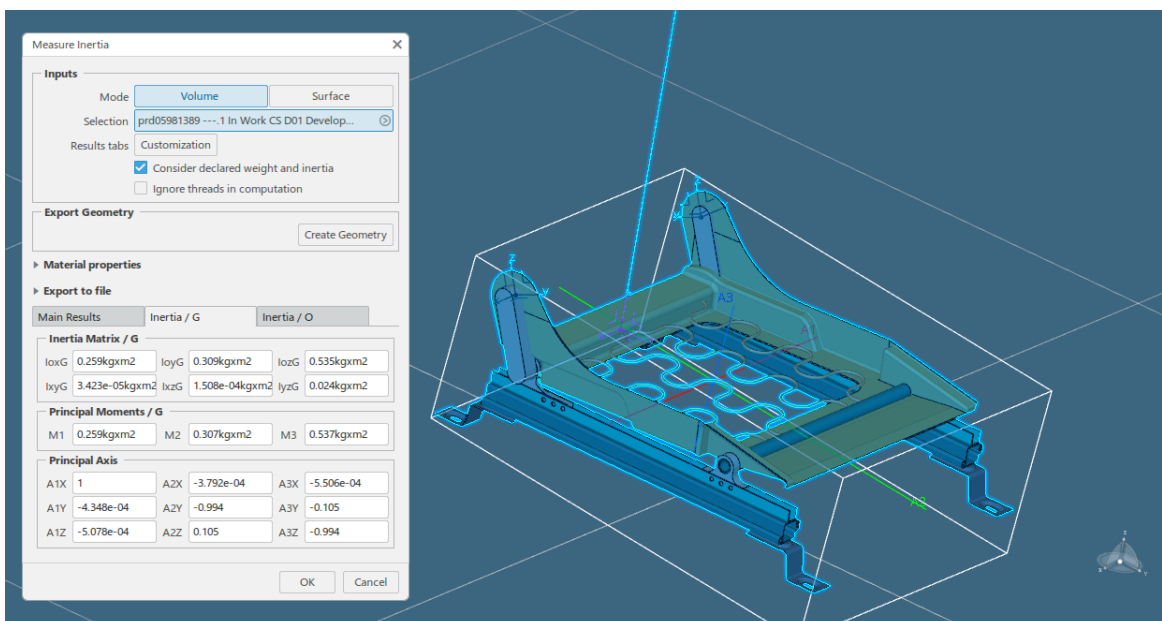 Measure Inertia
Inputs
Mode Volume Surface
Selection prd05981389 ---.1 In Work CS D01 Develop...
Results tabs Customization
Consider declared weight and inertia
Ignore threads in computation
Export Geometry
Create Geometry
Material properties
Export to file
Main Results Inertia / G Inertia / O
Inertia Matrix / G
IoxG 0.259kgxm2 IoyG 0.309kgxm2 IozG 0.535kgxm2
IxyG 3.423e-05kgxm2 IxzG 1.508e-04kgxm2 IyzG 0.024kgxm2
Principal Moments / G
M1 0.259kgxm2 M2 0.307kgxm2 M3 0.537kgxm2
Principal Axis
A1X 1 A2X -3.792e-04 A3X -5.506e-04
A1Y -4.348e-04 A2Y -0.994 A3Y -0.105
A1Z -5.078e-04 A2Z 0.105 A3Z -0.994
OK Cancel
z
z
y
A3
A1
A2
z
x
y